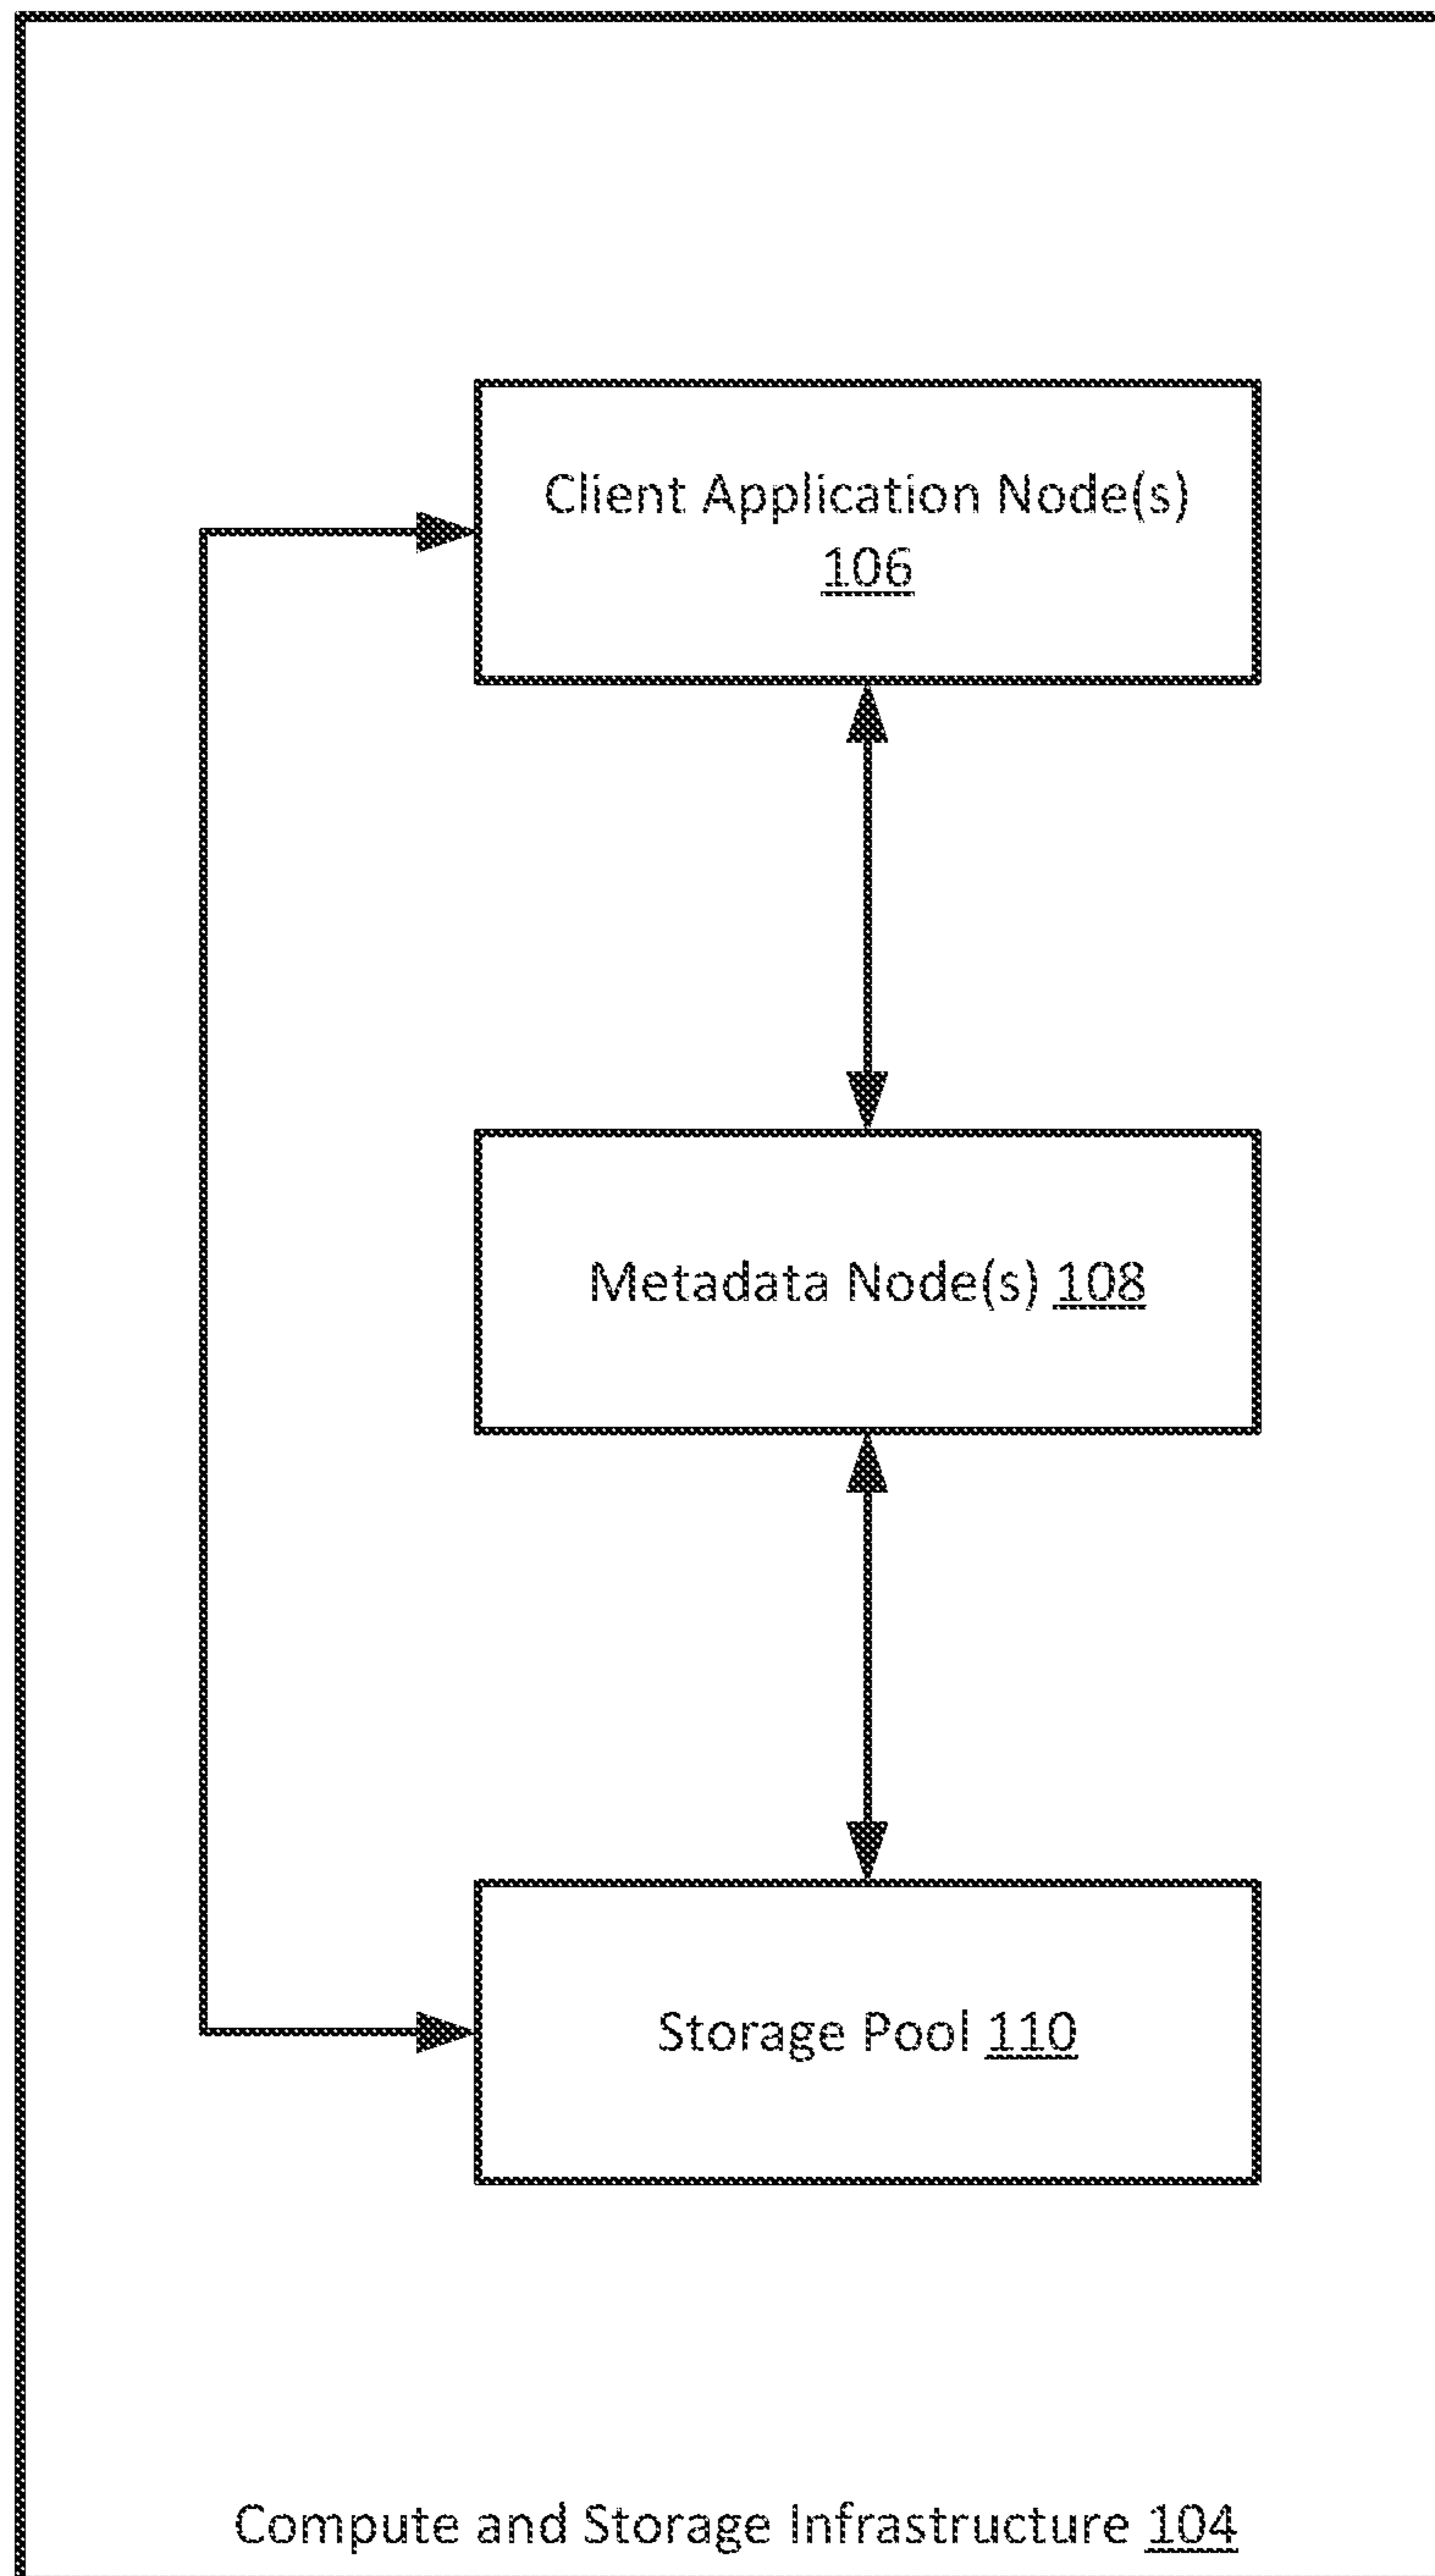 Client Application Node(s)
106
Metadata Node(s) 108
Storage Pool 110
Compute and Storage Infrastructure 104